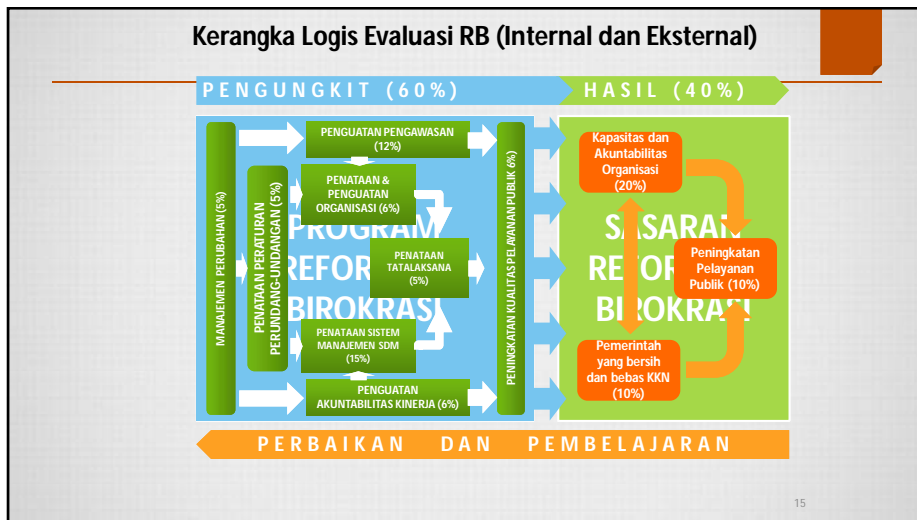 Kerangka Logis Evaluasi RB (Internal dan Eksternal)
PENGUNGKIT (60%)
HASIL (40%)
MANAJEMEN PERUBAHAN (5%)
PENATAAN PERATURAN
PERUNDANG-UNDANGAN (5%)
PENGUATAN PENGAWASAN
(12%)
PENATAAN &
PENGUATAN
ORGANISASI (6%)
PROGRAM
REFOR
BIROKRASI
PENATAAN
TATALAKSANA
(5%)
PENATAAN SISTEM
MANAJEMEN SDM
(15%)
PENGUATAN
AKUNTABILITAS KINERJA (6%)
PENINGKATAN KUALITAS PELAYANAN PUBLIK (6%)
Kapasitas dan
Akuntabilitas
Organisasi
(20%)
SASARAN
REFOR
BIROKRASI
Peningkatan
Pelayanan
Publik (10%)
Pemerintah
yang bersih
dan bebas KKN
(10%)
PERBAIKAN DAN PEMBELAJARAN
15